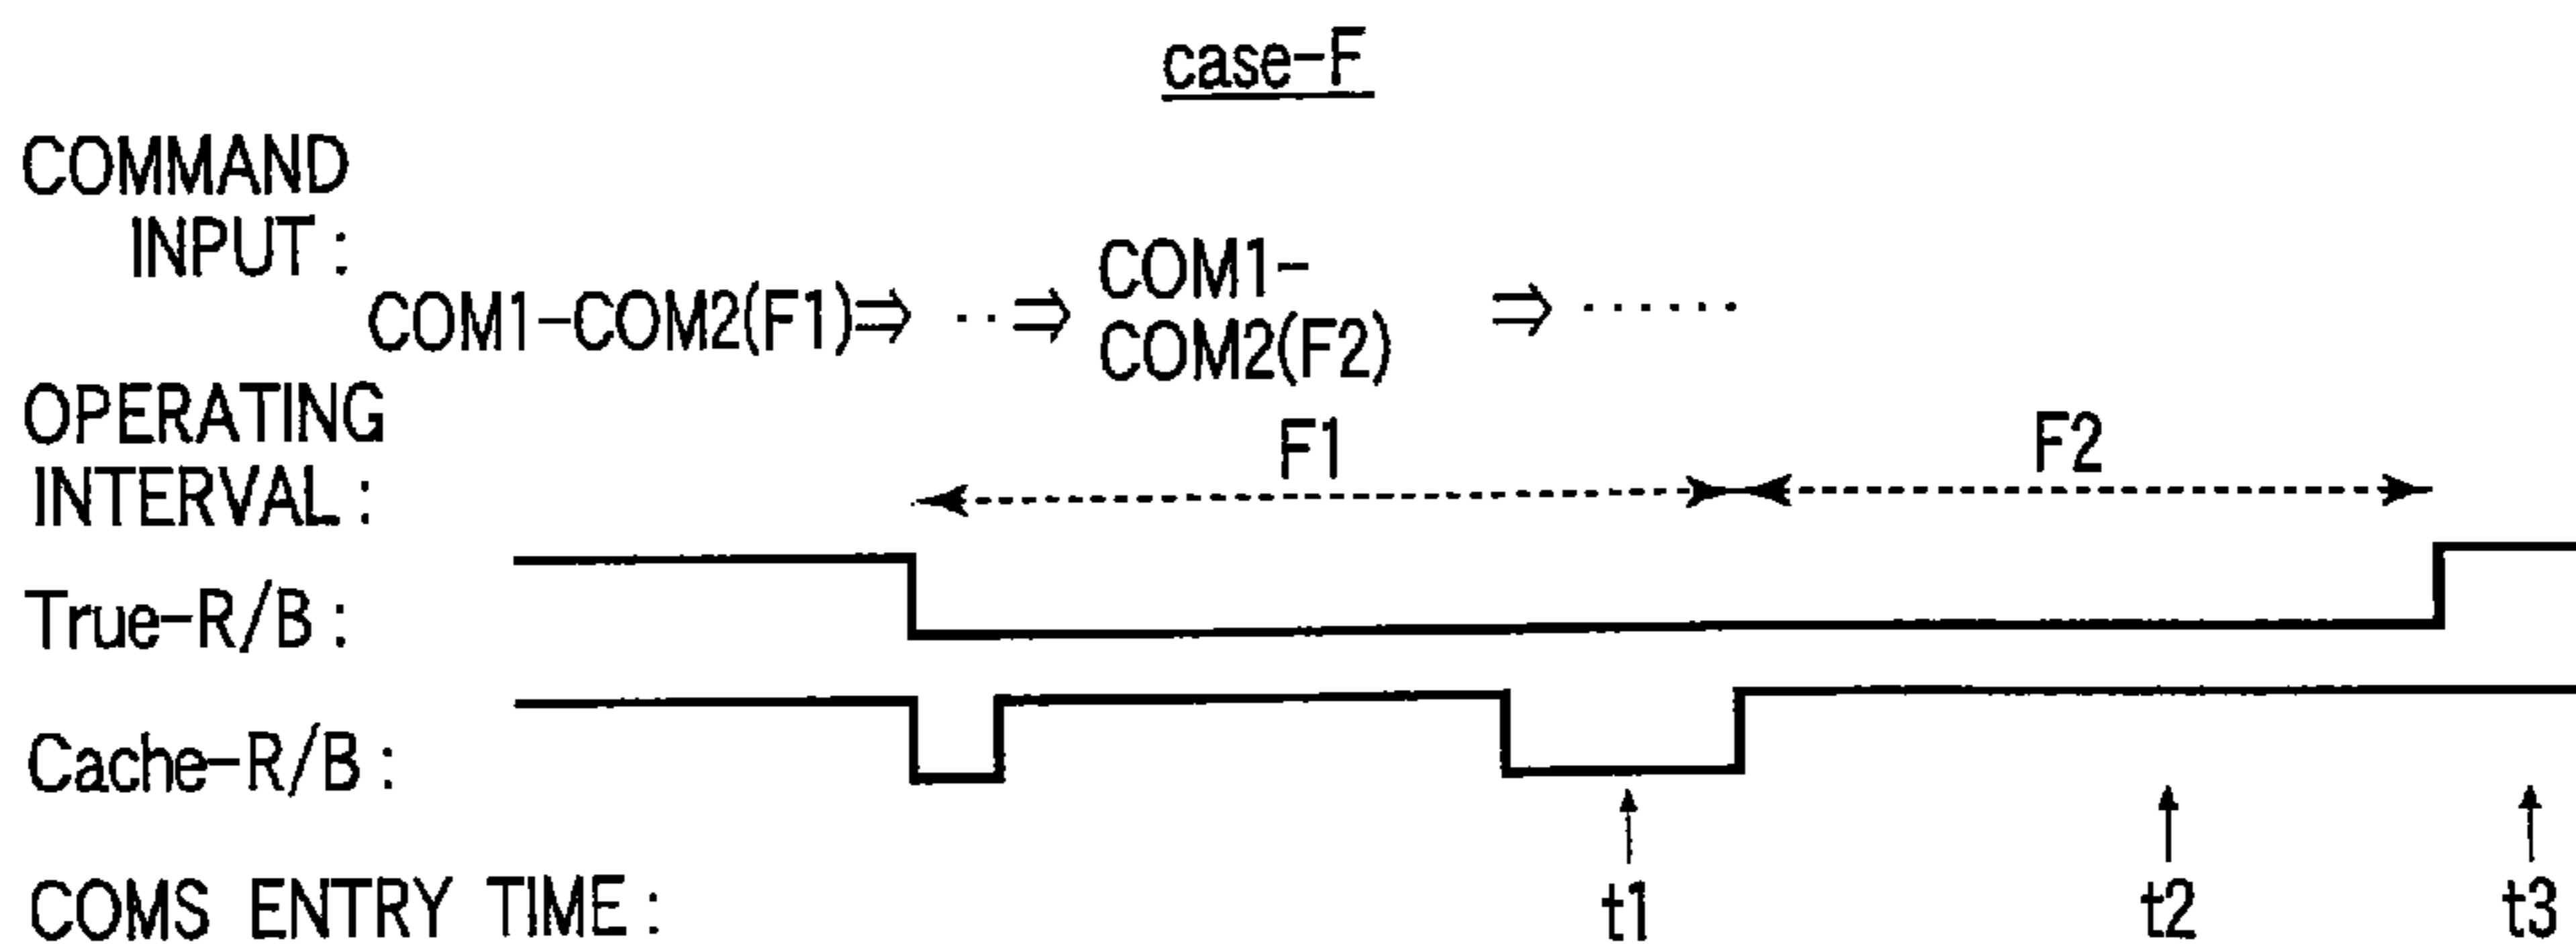 case-F
COMMAND
INPUT :
COM1-COM2(F1)⇒ ··⇒ COM1-
COM2(F2) ⇒ ······
OPERATING
INTERVAL :
F1 F2
True-R/B :
Cache-R/B :
COMS ENTRY TIME : t1 t2 t3